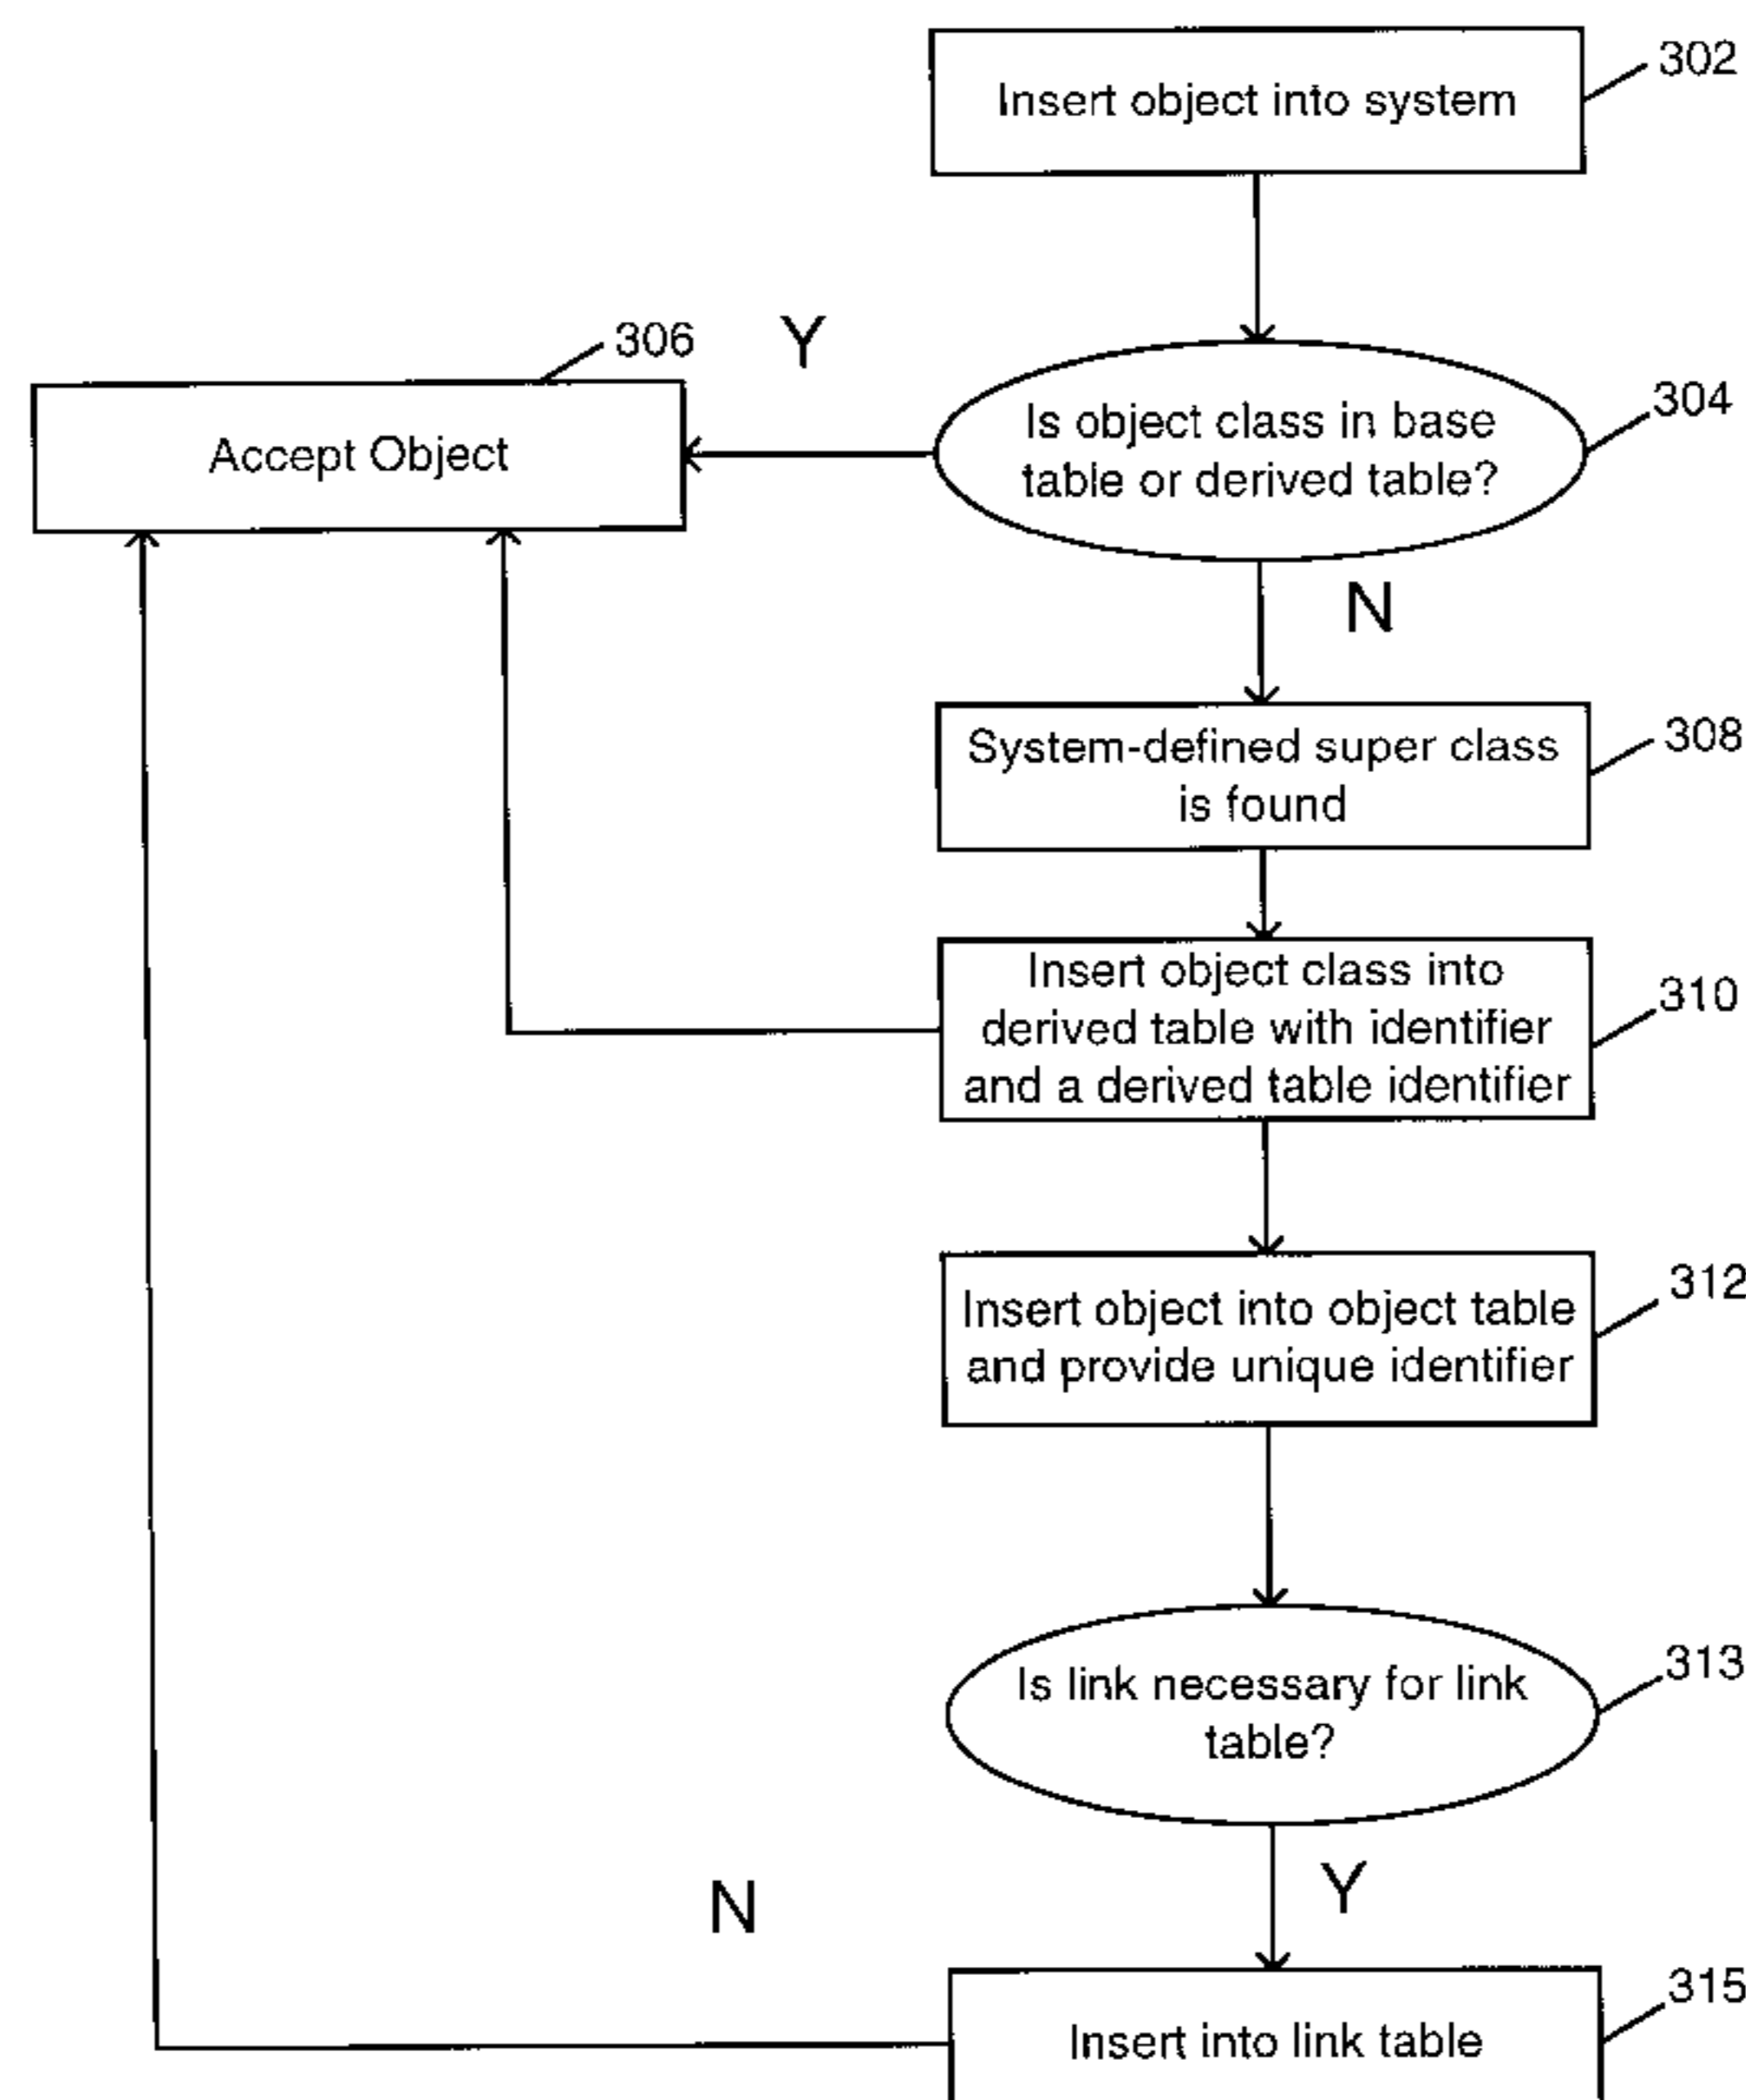 302
Insert object into system
306
Y
Accept Object
304
Is object class in base
table or derived table?
N
308
System-defined super class
is found
310
Insert object class into
derived table with identifier
and a derived table identifier
312
Insert object into object table
and provide unique identifier
313
Is link necessary for link
table?
Y
N
315
Insert into link table